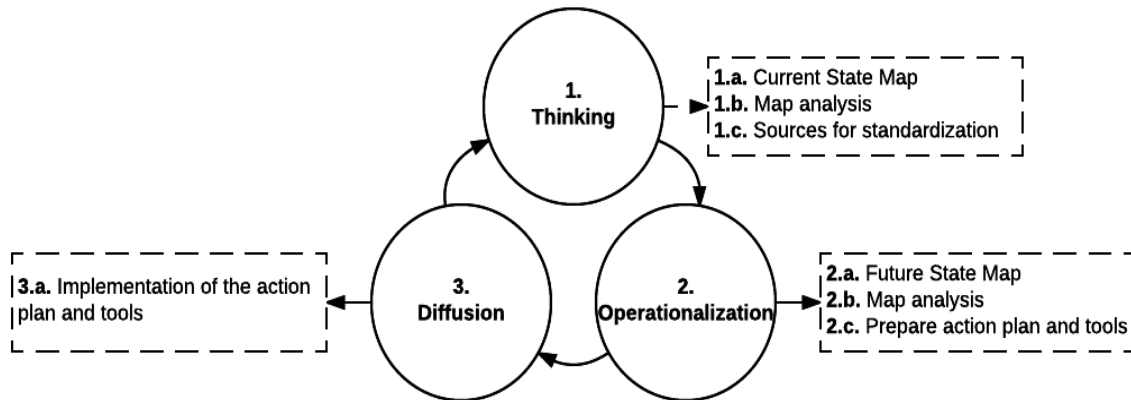 1.
Thinking
1.a. Current State Map
1.b. Map analysis
1.c. Sources for standardization
2.
Operationalization
2.a. Future State Map
2.b. Map analysis
2.c. Prepare action plan and tools
3.
Diffusion
3.a. Implementation of the action
plan and tools